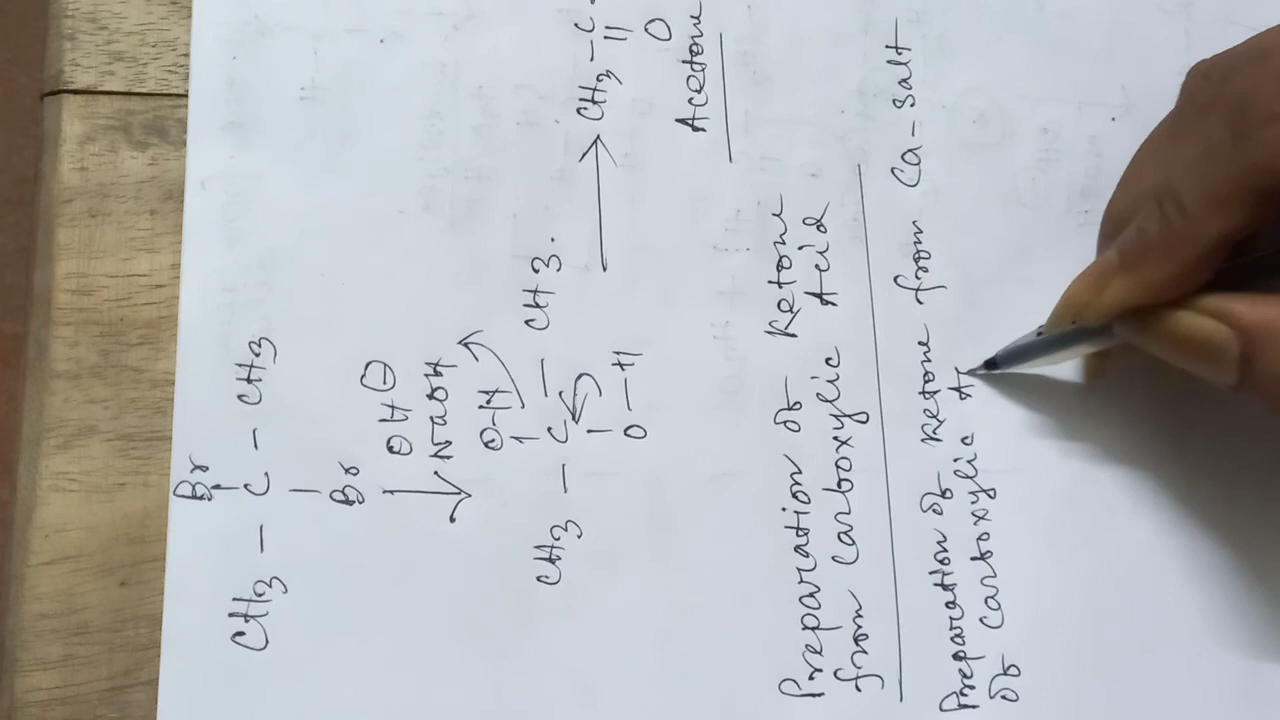 Br
CH3 - C - CH3
Br
OH⊖
NaOH
O-H
CH3 - C - CH3.
O-H
CH3 - C
O
Acetone
Preparation of Ketone
from Carboxylic Acid
Preparation of Ketone from Ca-salt
of Carboxylic